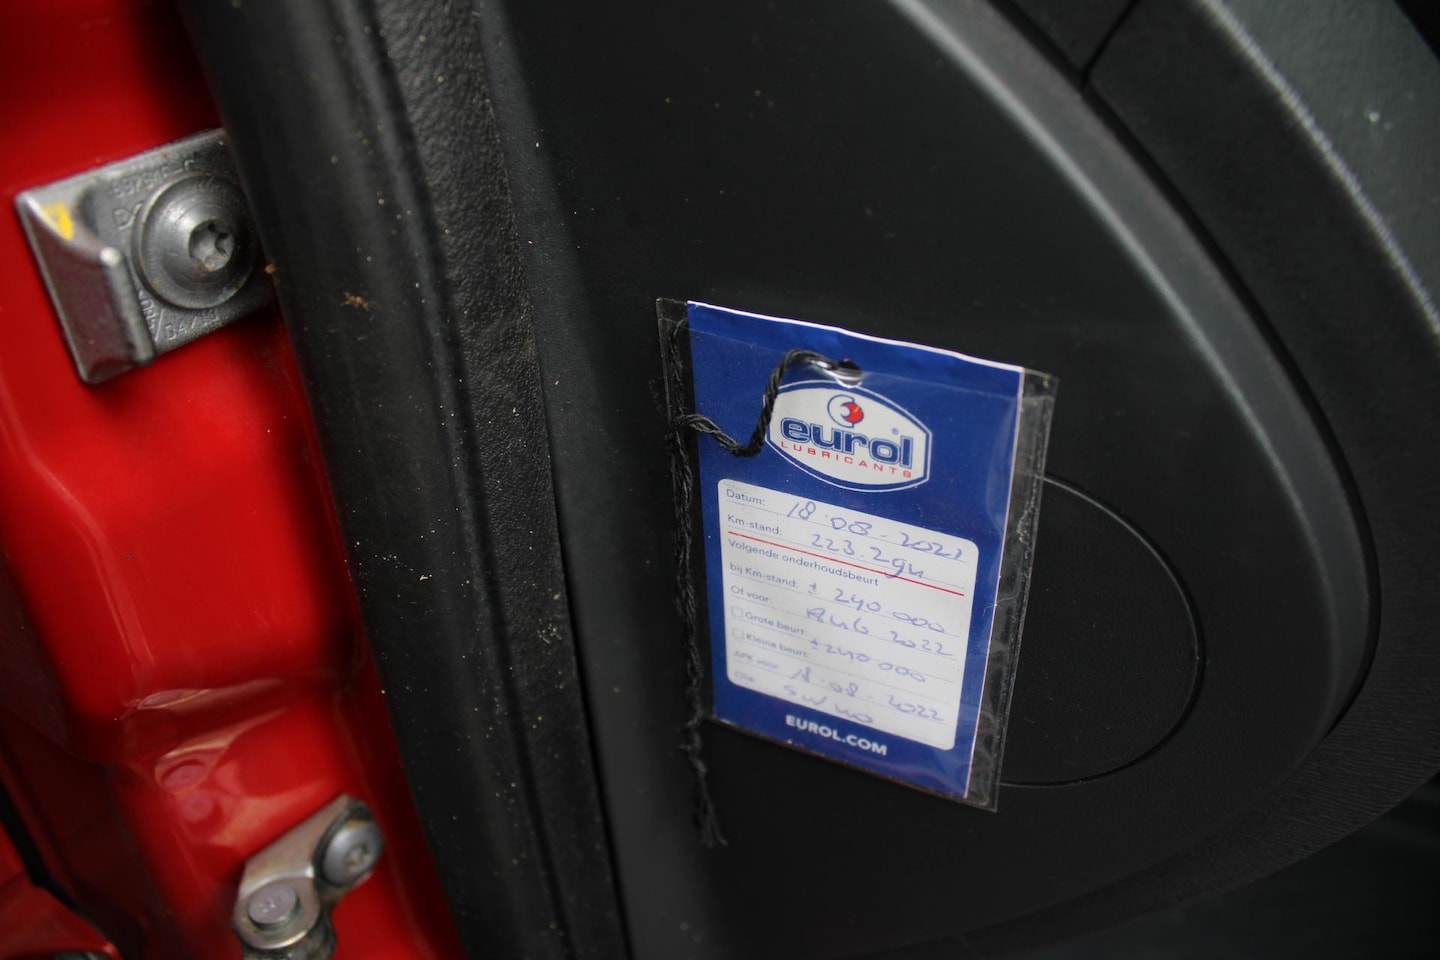 eurol
LUBRICANTS
Datum: 18.08.2021
Km-stand: 223.294
Volgende onderhoudsbeurt
bij Km-stand: ± 240.000
Of voor: AUG 2022
Grote beurt:
Kleine beurt: ± 240.000
APK voor 18.08.2022
Olie
EUROL.COM